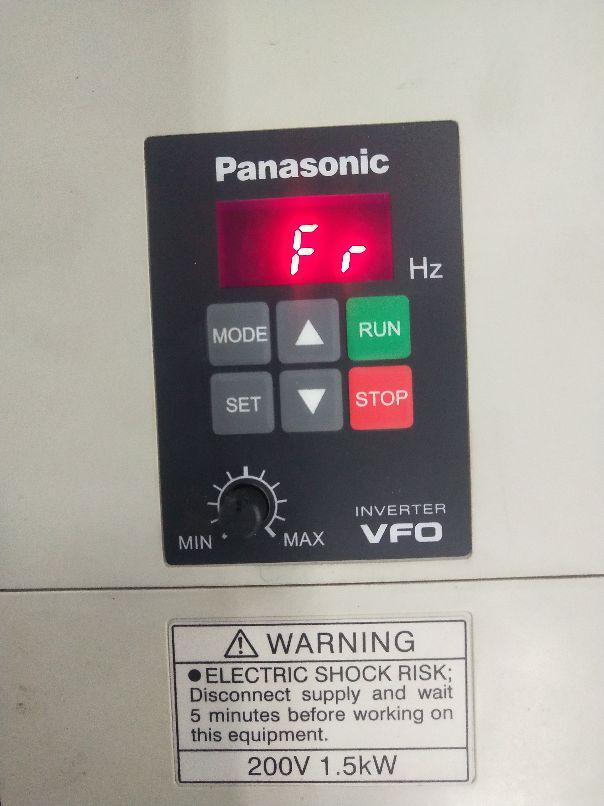 Panasonic
Fr
Hz
MODE ▲ RUN
SET ▼ STOP
MIN MAX
INVERTER
VFO
⚠ WARNING
●ELECTRIC SHOCK RISK;
Disconnect supply and wait
5 minutes before working on
this equipment.
200V 1.5kW